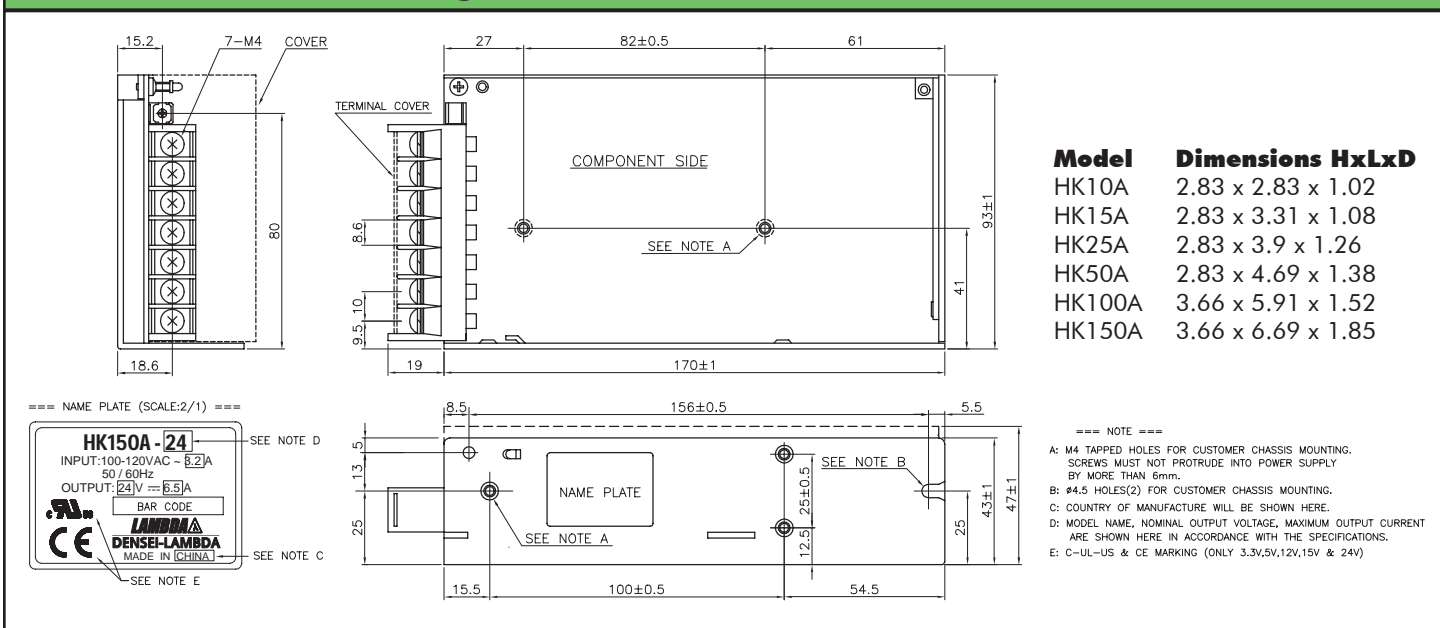 15.2
7-M4
COVER
27
82±0.5
61
TERMINAL COVER
COMPONENT SIDE
80
8.6
SEE NOTE A
93±1
41
10
9.5
18.6
19
170±1
Model Dimensions HxLxD
HK10A 2.83 x 2.83 x 1.02
HK15A 2.83 x 3.31 x 1.08
HK25A 2.83 x 3.9 x 1.26
HK50A 2.83 x 4.69 x 1.38
HK100A 3.66 x 5.91 x 1.52
HK150A 3.66 x 6.69 x 1.85
=== NAME PLATE (SCALE:2/1) ===
HK150A - 24
SEE NOTE D
INPUT:100-120VAC ~ 3.2 A
50 / 60Hz
OUTPUT: 24 V ⎓ 6.5 A
BAR CODE
c UL us
LAMBDA
CE
DENSEI-LAMBDA
MADE IN CHINA
SEE NOTE C
SEE NOTE E
8.5
156±0.5
5.5
5
13
25
NAME PLATE
SEE NOTE A
SEE NOTE B
25±0.5
12.5
25
43±1
47±1
15.5
100±0.5
54.5
=== NOTE ===
A: M4 TAPPED HOLES FOR CUSTOMER CHASSIS MOUNTING.
SCREWS MUST NOT PROTRUDE INTO POWER SUPPLY
BY MORE THAN 6mm.
B: ø4.5 HOLES(2) FOR CUSTOMER CHASSIS MOUNTING.
C: COUNTRY OF MANUFACTURE WILL BE SHOWN HERE.
D: MODEL NAME, NOMINAL OUTPUT VOLTAGE, MAXIMUM OUTPUT CURRENT
ARE SHOWN HERE IN ACCORDANCE WITH THE SPECIFICATIONS.
E: C-UL-US & CE MARKING (ONLY 3.3V,5V,12V,15V & 24V)